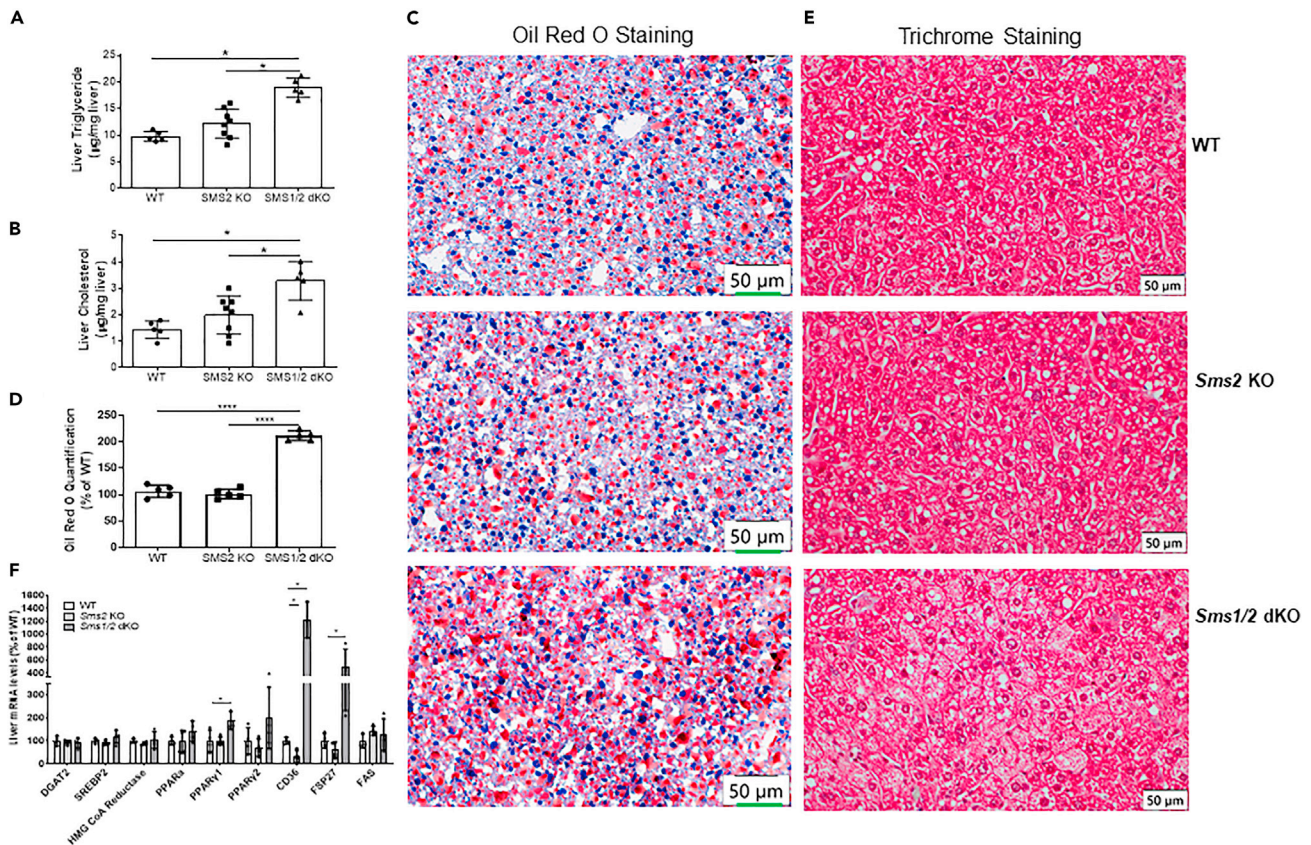 A
Liver Triglyceride
(µg/mg liver)
25
20
15
10
5
0
*
*
WT
SMS2 KO
SMS1/2 dKO
B
Liver Cholesterol
(µg/mg liver)
5
4
3
2
1
0
*
*
WT
SMS2 KO
SMS1/2 dKO
D
Oil Red O Quantification
(% of WT)
250
200
150
100
50
0
****
****
WT
SMS2 KO
SMS1/2 dKO
F
Liver mRNA levels (% of WT)
1600
1400
1200
1000
800
600
400
200
100
0
WT
Sms2 KO
Sms1/2 dKO
*
*
*
*
DGAT2
SREBP2
HMG CoA Reductase
PPARa
PPARγ1
PPARγ2
CD36
FSP27
FAS
C
Oil Red O Staining
50 µm
50 µm
50 µm
E
Trichrome Staining
50 µm
WT
50 µm
Sms2 KO
50 µm
Sms1/2 dKO